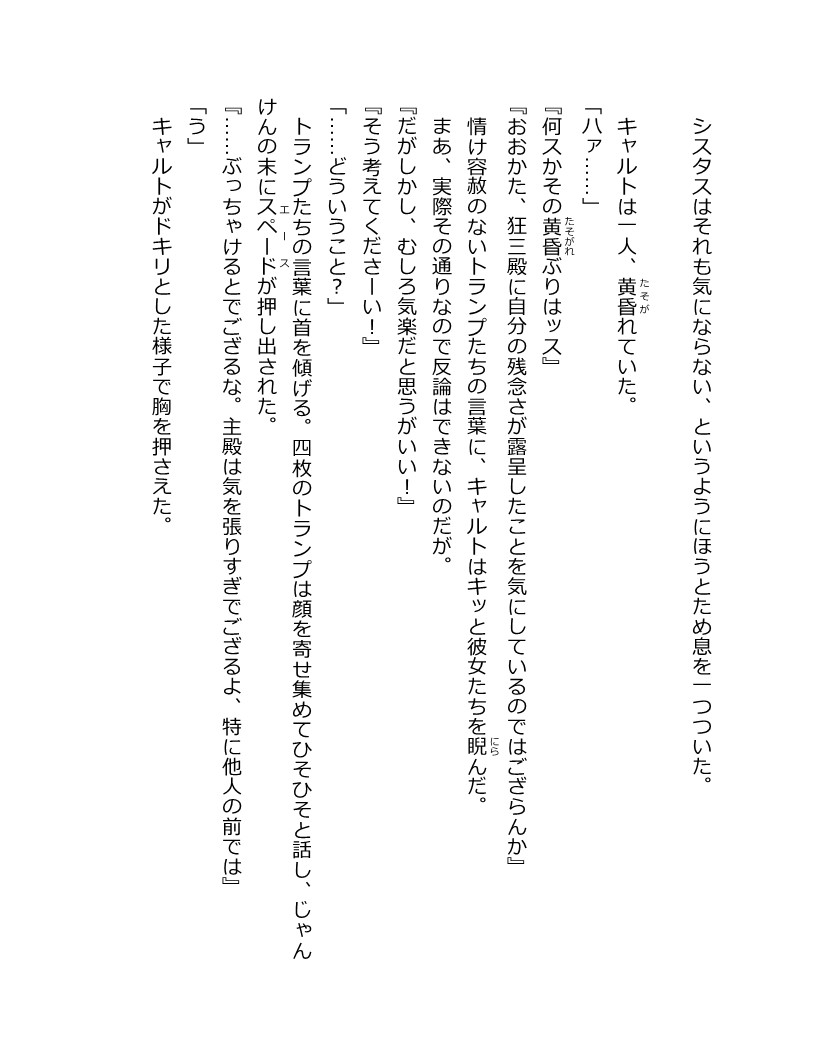 シスタスはそれも気にならない、というようにほうとため息を一つついた。
キャルトは一人、黄昏れていた。
「ハァ……」
『何スかその黄昏ぶりはッス』
『おおかた、狂三殿に自分の残念さが露呈したことを気にしているのではござらんか』
情け容赦のないトランプたちの言葉に、キャルトはキッと彼女たちを睨んだ。
まあ、実際その通りなので反論はできないのだが。
『だがしかし、むしろ気楽だと思うがいい！』
『そう考えてくださーい！』
「……どういうこと？」
トランプたちの言葉に首を傾げる。四枚のトランプは顔を寄せ集めてひそひそと話し、じゃん
けんの末にスペードが押し出された。
『……ぶっちゃけるとでござるな。主殿は気を張りすぎでござるよ、特に他人の前では』
「う」
キャルトがドキリとした様子で胸を押さえた。
たそが
たそがれ
にら
エース